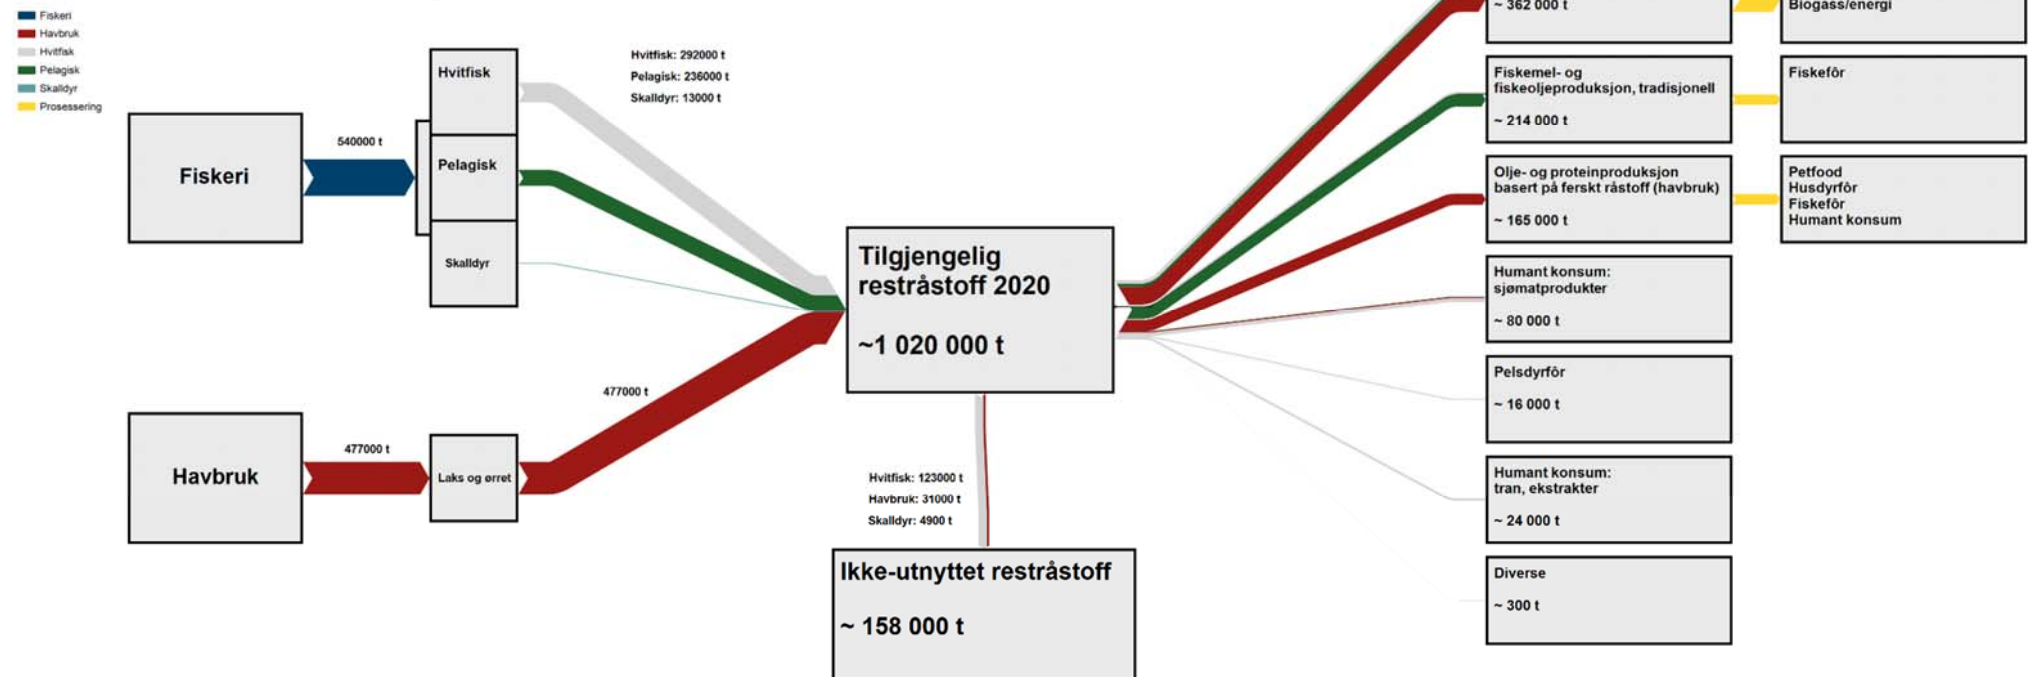 Fiskeri
Havbruk
Hvitfisk
Pelagisk
Skalldyr
Prosessering
Fiskeri
540000 t
Hvitfisk
Pelagisk
Skalldyr
Hvitfisk: 292000 t
Pelagisk: 236000 t
Skalldyr: 13000 t
Havbruk
477000 t
Laks og ørret
477000 t
Tilgjengelig
restråstoff 2020
~1 020 000 t
Hvitfisk: 123000 t
Havbruk: 31000 t
Skalldyr: 4900 t
Ikke-utnyttet restråstoff
~ 158 000 t
~ 362 000 t
Biogass/energi
Fiskemel- og
fiskeoljeproduksjon, tradisjonell
~ 214 000 t
Fiskefôr
Olje- og proteinproduksjon
basert på ferskt råstoff (havbruk)
~ 165 000 t
Petfood
Husdyrfôr
Fiskefôr
Humant konsum
Humant konsum:
sjømatprodukter
~ 80 000 t
Pelsdyrfôr
~ 16 000 t
Humant konsum:
tran, ekstrakter
~ 24 000 t
Diverse
~ 300 t